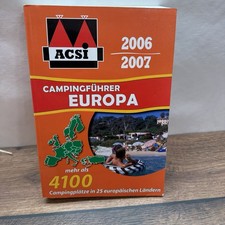 ACSI
2006
2007
CAMPINGFÜHRER
EUROPA
mehr als
4100
Campingplätze in 25 europäischen Ländern